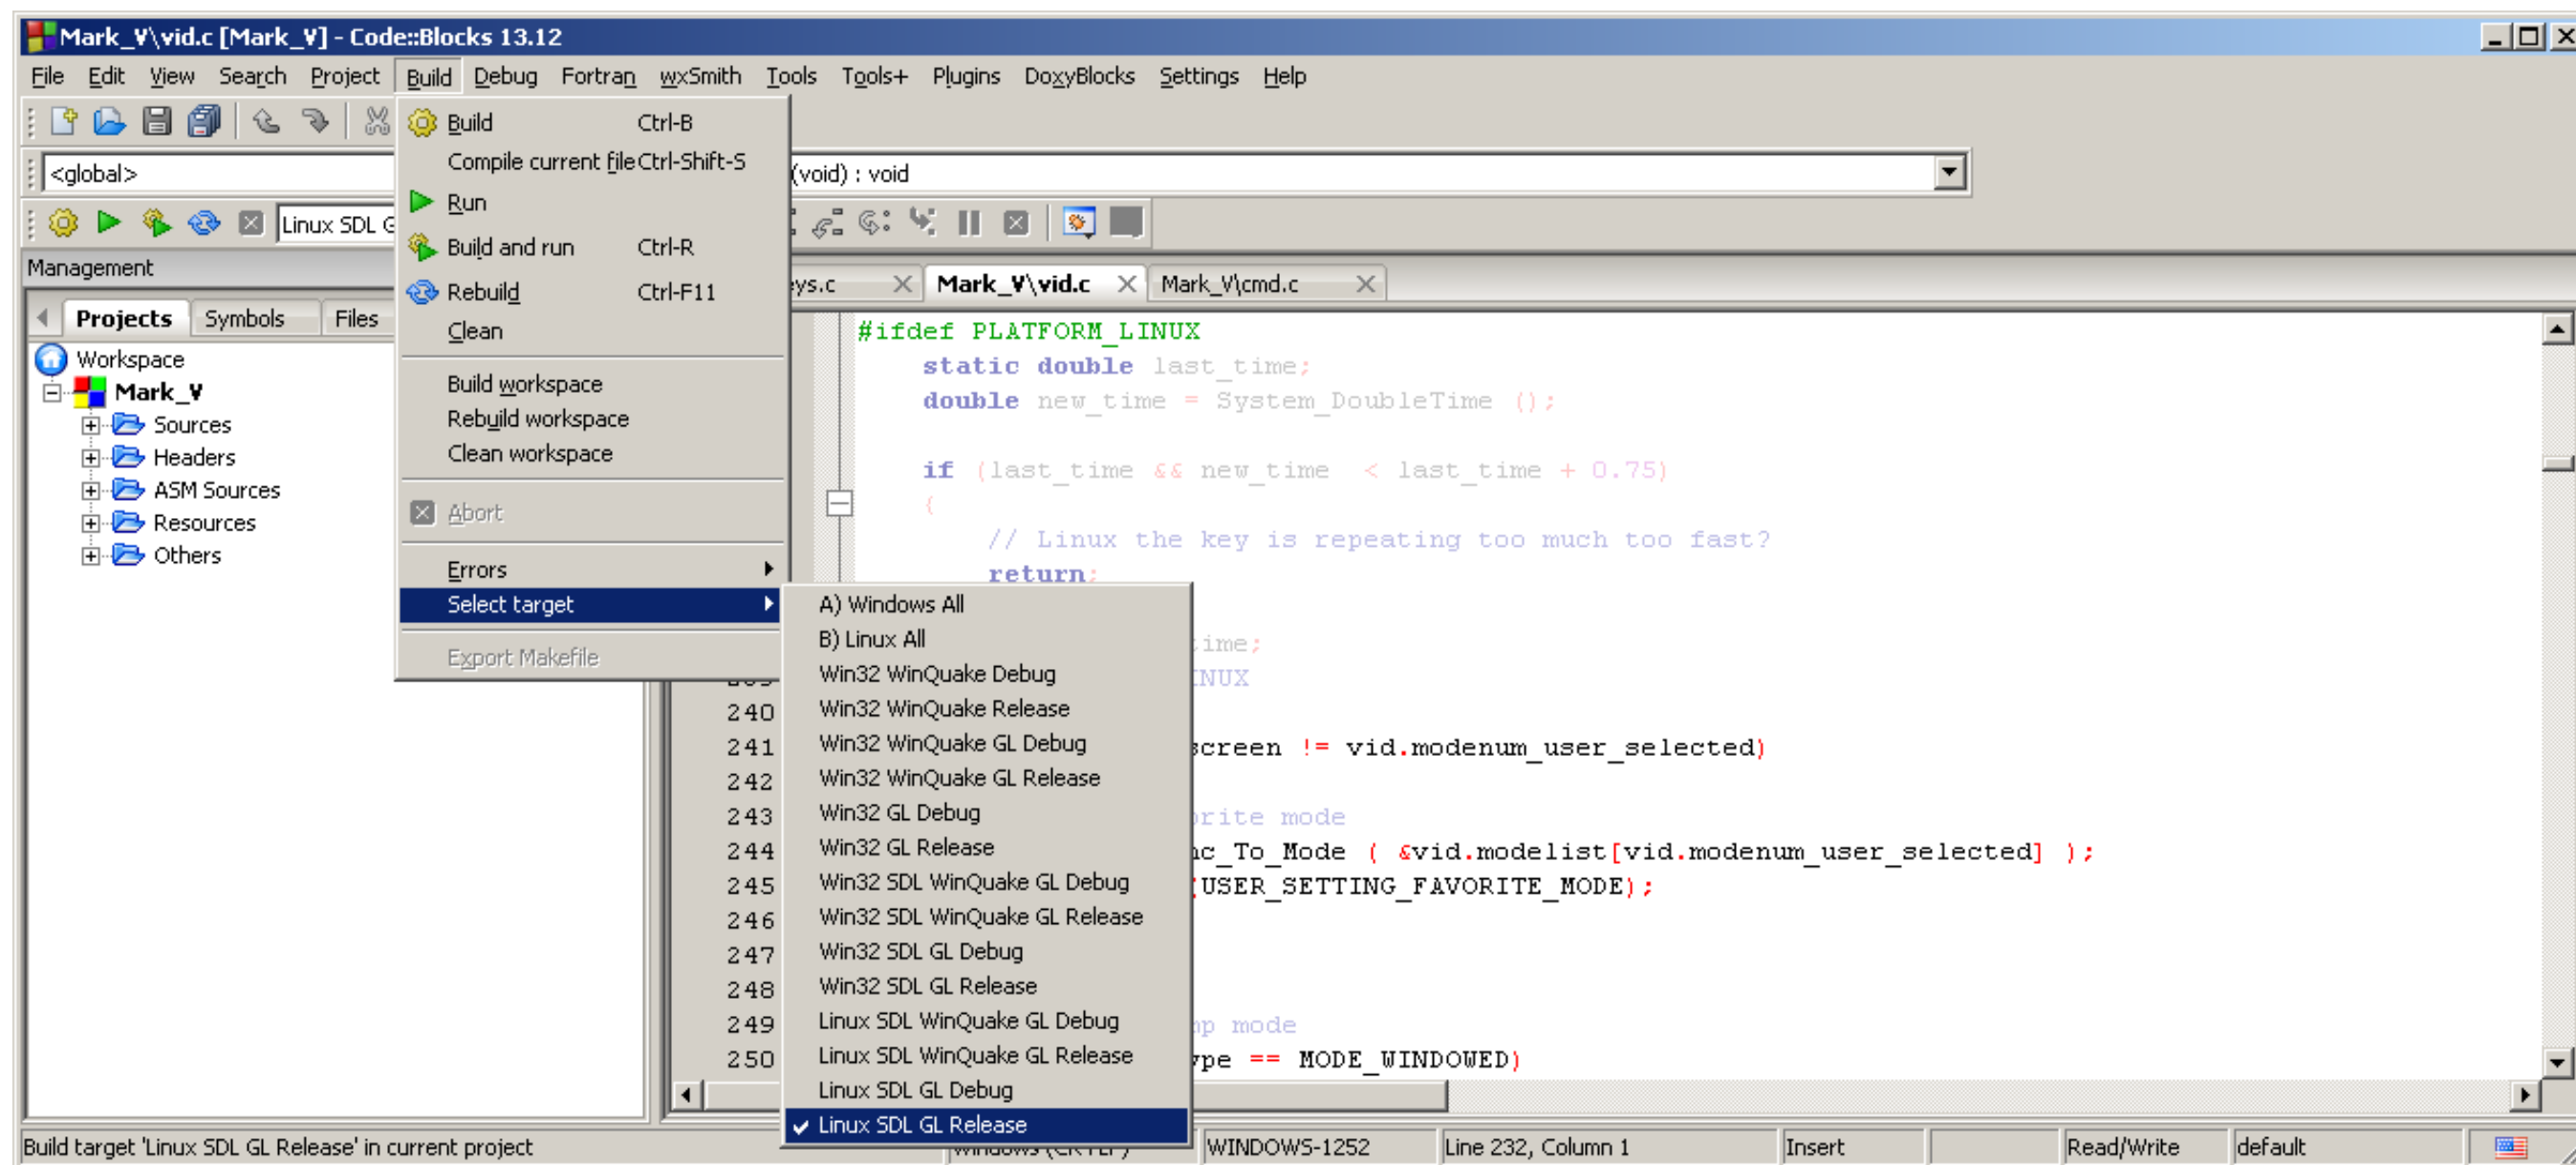 Mark_V\vid.c [Mark_V] - Code::Blocks 13.12
File Edit View Search Project Build Debug Fortran wxSmith Tools Tools+ Plugins DoxyBlocks Settings Help
<global>
(void) : void
Linux SDL G
Management
Projects Symbols Files
Workspace
Mark_V
Sources
Headers
ASM Sources
Resources
Others
Build Ctrl-B
Compile current file Ctrl-Shift-S
Run
Build and run Ctrl-R
Rebuild Ctrl-F11
Clean
Build workspace
Rebuild workspace
Clean workspace
Abort
Errors
Select target
Export Makefile
A) Windows All
B) Linux All
Win32 WinQuake Debug
Win32 WinQuake Release
Win32 WinQuake GL Debug
Win32 WinQuake GL Release
Win32 GL Debug
Win32 GL Release
Win32 SDL WinQuake GL Debug
Win32 SDL WinQuake GL Release
Win32 SDL GL Debug
Win32 SDL GL Release
Linux SDL WinQuake GL Debug
Linux SDL WinQuake GL Release
Linux SDL GL Debug
Linux SDL GL Release
ys.c Mark_V\vid.c Mark_V\cmd.c
#ifdef PLATFORM_LINUX
static double last_time;
double new_time = System_DoubleTime ();
if (last_time && new_time < last_time + 0.75)
{
// Linux the key is repeating too much too fast?
return;
time;
INUX
240
241 screen != vid.modenum_user_selected)
242
243 orite mode
244 nc_To_Mode ( &vid.modelist[vid.modenum_user_selected] );
245 (USER_SETTING_FAVORITE_MODE);
246
247
248
249 mp mode
250 ype == MODE_WINDOWED)
Build target 'Linux SDL GL Release' in current project WINDOWS-1252 Line 232, Column 1 Insert Read/Write default